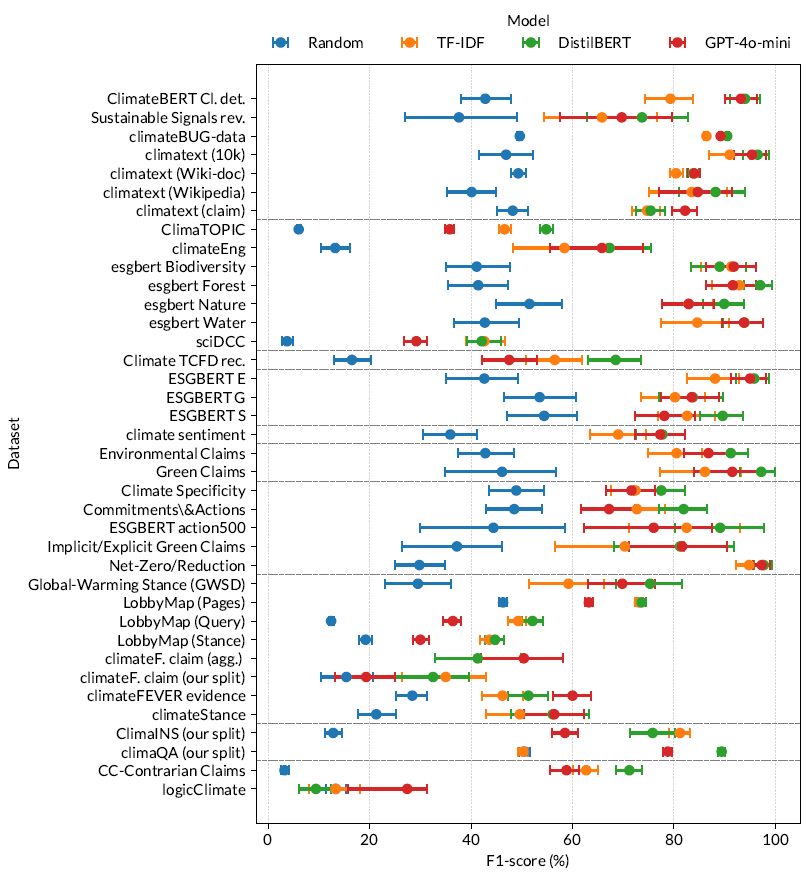 Model
Random TF-IDF DistilBERT GPT-4o-mini
ClimateBERT Cl. det.
Sustainable Signals rev.
climateBUG-data
climatext (10k)
climatext (Wiki-doc)
climatext (Wikipedia)
climatext (claim)
ClimaTOPIC
climateEng
esgbert Biodiversity
esgbert Forest
esgbert Nature
esgbert Water
sciDCC
Climate TCFD rec.
ESGBERT E
ESGBERT G
ESGBERT S
climate sentiment
Environmental Claims
Green Claims
Climate Specificity
Commitments\&Actions
ESGBERT action500
Implicit/Explicit Green Claims
Net-Zero/Reduction
Global-Warming Stance (GWSD)
LobbyMap (Pages)
LobbyMap (Query)
LobbyMap (Stance)
climateF. claim (agg.)
climateF. claim (our split)
climateFEVER evidence
climateStance
ClimaINS (our split)
climaQA (our split)
CC-Contrarian Claims
logicClimate
Dataset
0 20 40 60 80 100
F1-score (%)